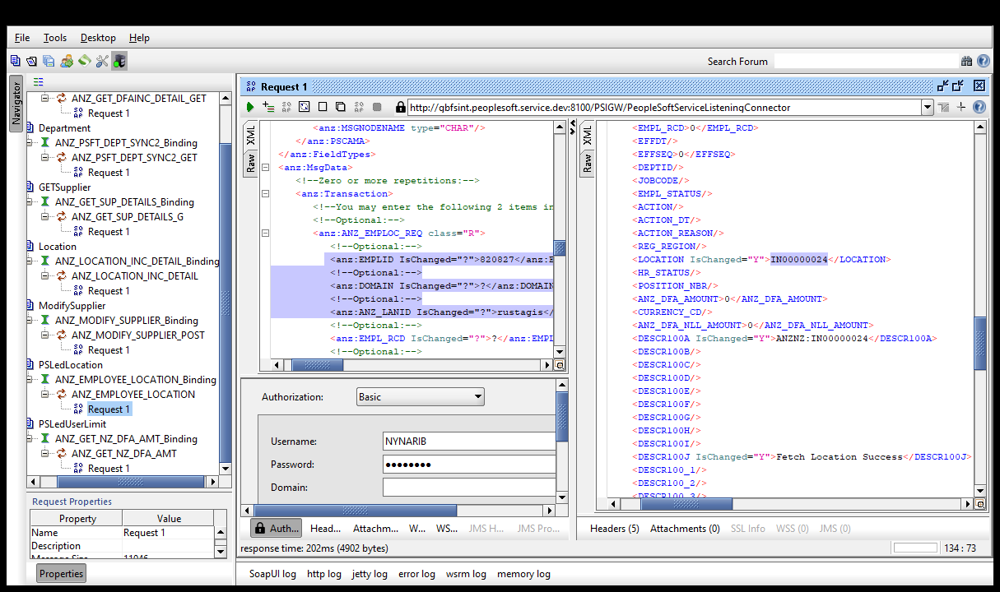 File Tools Desktop Help
Search Forum
Navigator
ANZ_GET_DFAINC_DETAIL_GET
Request 1
Department
ANZ_PSFT_DEPT_SYNC2_Binding
ANZ_PSFT_DEPT_SYNC2_GET
Request 1
GETSupplier
ANZ_GET_SUP_DETAILS_Binding
ANZ_GET_SUP_DETAILS_G
Request 1
Location
ANZ_LOCATION_INC_DETAIL_Binding
ANZ_LOCATION_INC_DETAIL
Request 1
ModifySupplier
ANZ_MODIFY_SUPPLIER_Binding
ANZ_MODIFY_SUPPLIER_POST
Request 1
PSLedLocation
ANZ_EMPLOYEE_LOCATION_Binding
ANZ_EMPLOYEE_LOCATION
Request 1
PSLedUserLimit
ANZ_GET_NZ_DFA_AMT_Binding
ANZ_GET_NZ_DFA_AMT
Request 1
Request Properties
Property Value
Name Request 1
Description
Message Size 11046
Properties
Request 1
http://qbfsint.peoplesoft.service.dev:8100/PSIGW/PeopleSoftServiceListeningConnector
XML
Raw
<anz:MSGNODENAME type="CHAR"/>
</anz:PSCAMA>
</anz:FieldTypes>
<anz:MsgData>
<!--Zero or more repetitions:-->
<anz:Transaction>
<!--You may enter the following 2 items in
<!--Optional:-->
<anz:ANZ_EMPLOC_REQ class="R">
<!--Optional:-->
<anz:EMPLID IsChanged="?">820827</anz:E
<!--Optional:-->
<anz:DOMAIN IsChanged="?">?</anz:DOMAIN
<!--Optional:-->
<anz:ANZ_LANID IsChanged="?">rustagis</
<!--Optional:-->
<anz:EMPL_RCD IsChanged="?">?</anz:EMPL
<!--Optional:-->
Authorization: Basic
Username: NYNARIB
Password: ●●●●●●●●
Domain:
Auth... Head... Attachm... W... WS... JMS H... JMS Pro...
response time: 202ms (4902 bytes)
XML
Raw
<EMPL_RCD>0</EMPL_RCD>
<EFFDT/>
<EFFSEQ>0</EFFSEQ>
<DEPTID/>
<JOBCODE/>
<EMPL_STATUS/>
<ACTION/>
<ACTION_DT/>
<ACTION_REASON/>
<REG_REGION/>
<LOCATION IsChanged="Y">IN00000024</LOCATION>
<HR_STATUS/>
<POSITION_NBR/>
<ANZ_DFA_AMOUNT>0</ANZ_DFA_AMOUNT>
<CURRENCY_CD/>
<ANZ_DFA_NLL_AMOUNT>0</ANZ_DFA_NLL_AMOUNT>
<DESCR100A IsChanged="Y">ANZNZ:IN00000024</DESCR100A>
<DESCR100B/>
<DESCR100C/>
<DESCR100D/>
<DESCR100E/>
<DESCR100F/>
<DESCR100G/>
<DESCR100H/>
<DESCR100I/>
<DESCR100J IsChanged="Y">Fetch Location Success</DESCR100J>
<DESCR100_1/>
<DESCR100_2/>
<DESCR100_3/>
Headers (5) Attachments (0) SSL Info WSS (0) JMS (0)
134 : 73
SoapUI log http log jetty log error log wsrm log memory log